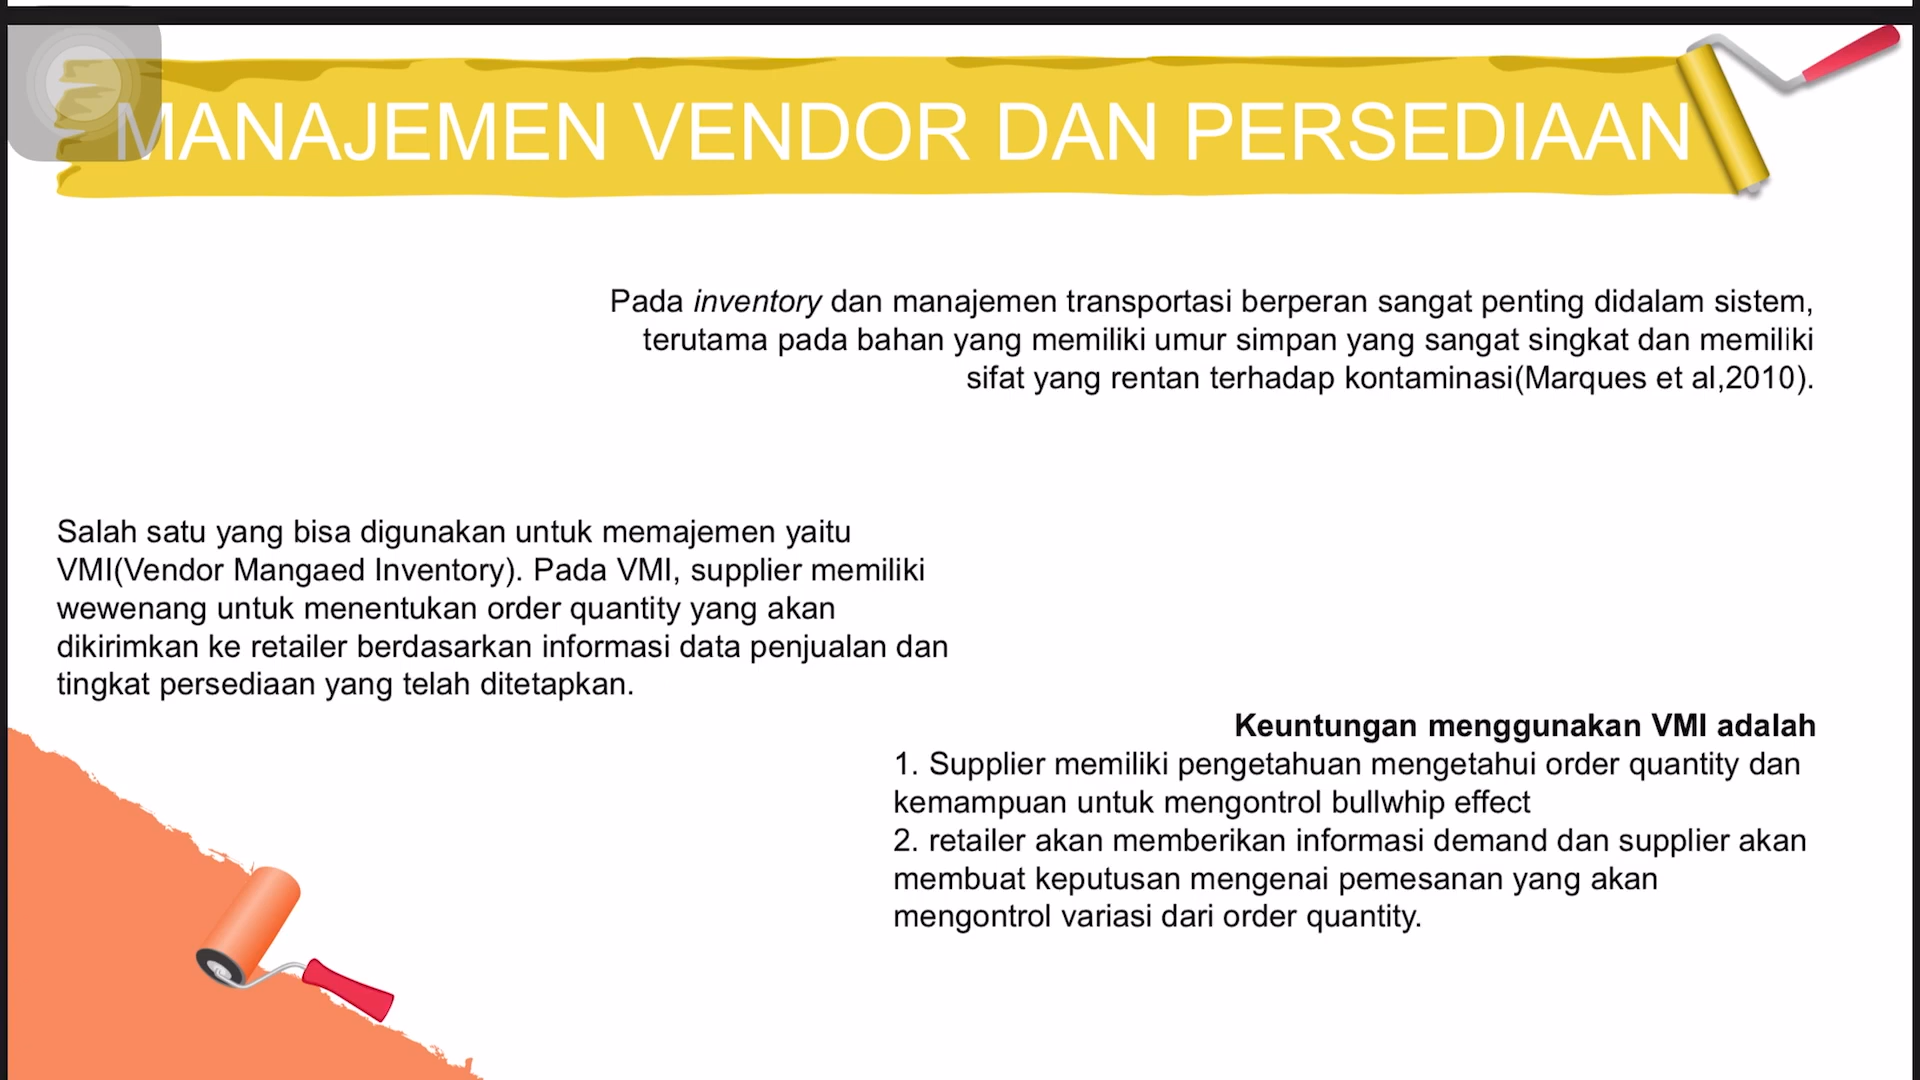 MANAJEMEN VENDOR DAN PERSEDIAAN
Pada inventory dan manajemen transportasi berperan sangat penting didalam sistem,
terutama pada bahan yang memiliki umur simpan yang sangat singkat dan memiliki
sifat yang rentan terhadap kontaminasi(Marques et al,2010).
Salah satu yang bisa digunakan untuk memajemen yaitu
VMI(Vendor Mangaed Inventory). Pada VMI, supplier memiliki
wewenang untuk menentukan order quantity yang akan
dikirimkan ke retailer berdasarkan informasi data penjualan dan
tingkat persediaan yang telah ditetapkan.
Keuntungan menggunakan VMI adalah
1. Supplier memiliki pengetahuan mengetahui order quantity dan
kemampuan untuk mengontrol bullwhip effect
2. retailer akan memberikan informasi demand dan supplier akan
membuat keputusan mengenai pemesanan yang akan
mengontrol variasi dari order quantity.